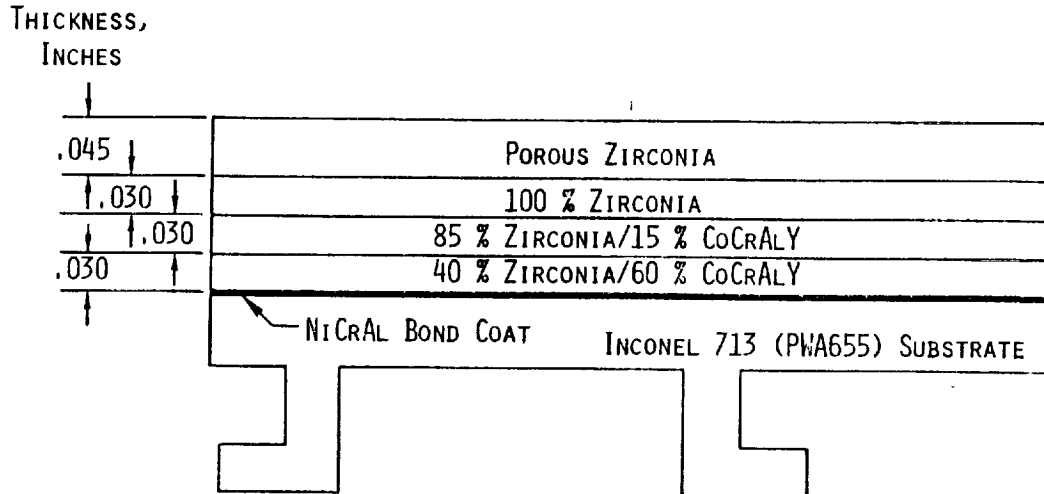 THICKNESS,
INCHES
.045
POROUS ZIRCONIA
.030
100 % ZIRCONIA
.030
85 % ZIRCONIA/15 % COCRALY
.030
40 % ZIRCONIA/60 % COCRALY
NICRAL BOND COAT
INCONEL 713 (PWA655) SUBSTRATE